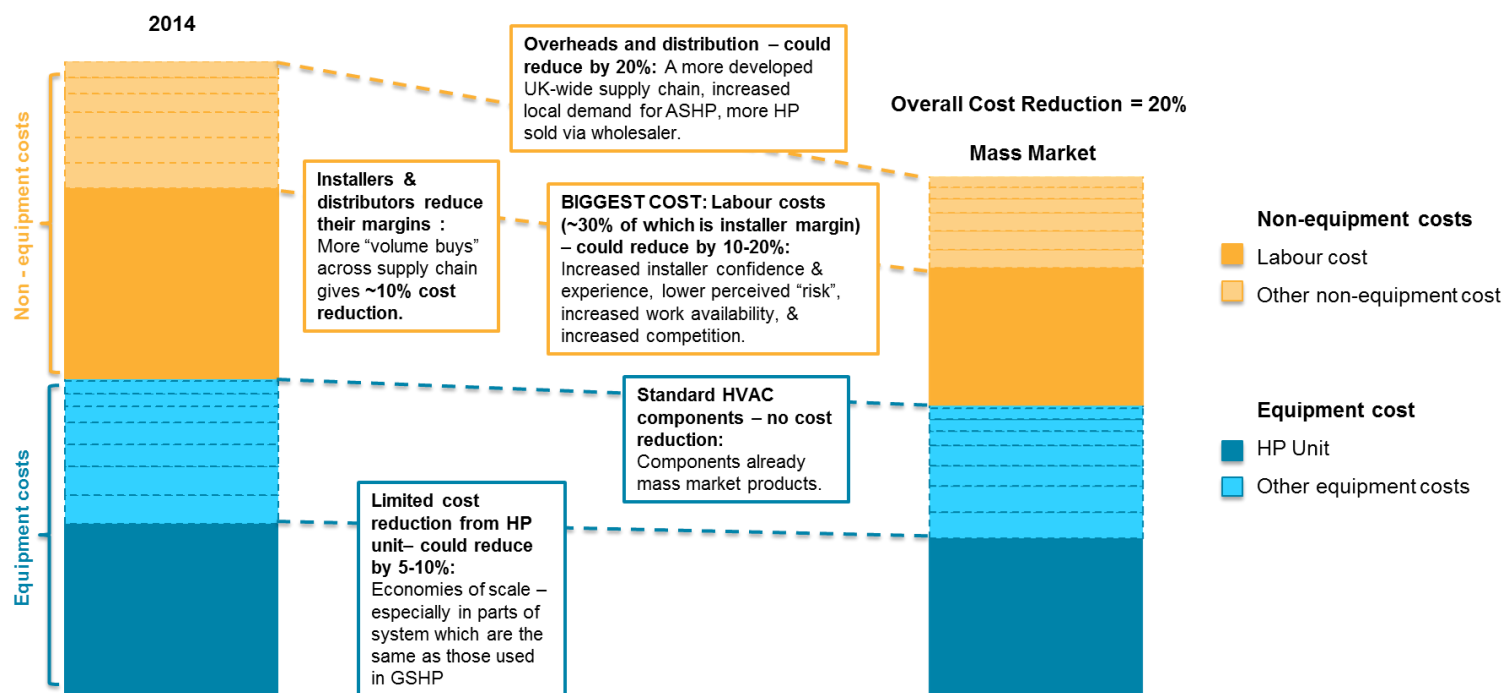 2014
Non - equipment costs
Equipment costs
Overheads and distribution – could
reduce by 20%: A more developed
UK-wide supply chain, increased
local demand for ASHP, more HP
sold via wholesaler.
Installers &
distributors reduce
their margins :
More “volume buys”
across supply chain
gives ~10% cost
reduction.
BIGGEST COST: Labour costs
(~30% of which is installer margin)
– could reduce by 10-20%:
Increased installer confidence &
experience, lower perceived “risk”,
increased work availability, &
increased competition.
Standard HVAC
components – no cost
reduction:
Components already
mass market products.
Limited cost
reduction from HP
unit– could reduce
by 5-10%:
Economies of scale –
especially in parts of
system which are the
same as those used
in GSHP
Overall Cost Reduction = 20%
Mass Market
Non-equipment costs
Labour cost
Other non-equipment cost
Equipment cost
HP Unit
Other equipment costs